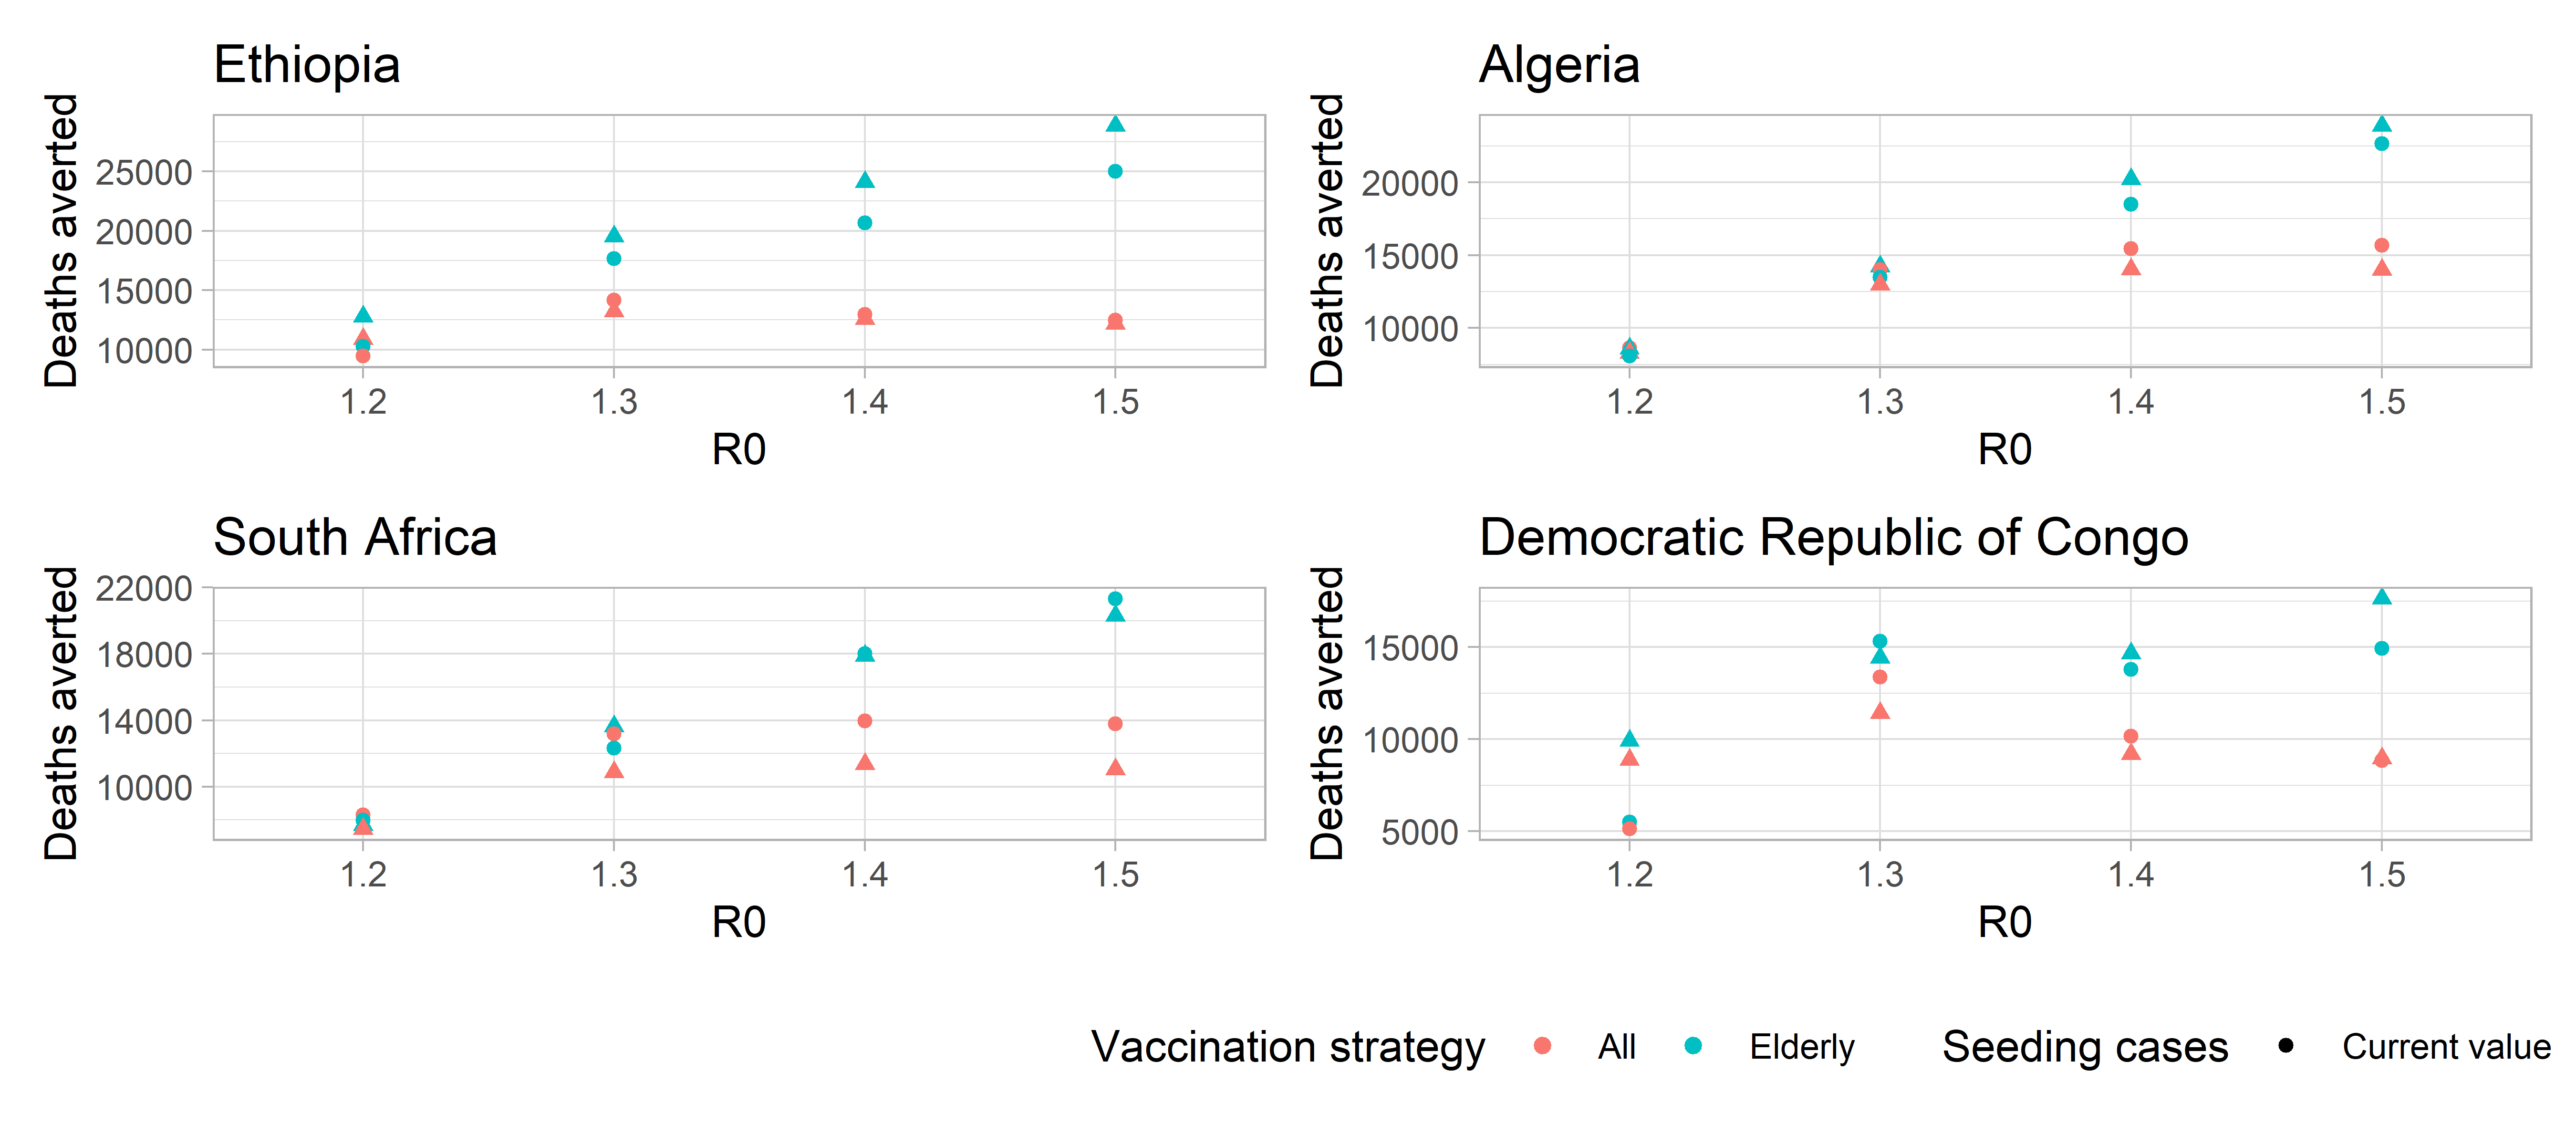 Ethiopia
Deaths averted
25000
20000
15000
10000
1.2 1.3 1.4 1.5
R0
Algeria
Deaths averted
20000
15000
10000
1.2 1.3 1.4 1.5
R0
South Africa
Deaths averted
22000
18000
14000
10000
1.2 1.3 1.4 1.5
R0
Democratic Republic of Congo
Deaths averted
15000
10000
5000
1.2 1.3 1.4 1.5
R0
Vaccination strategy All Elderly Seeding cases Current value